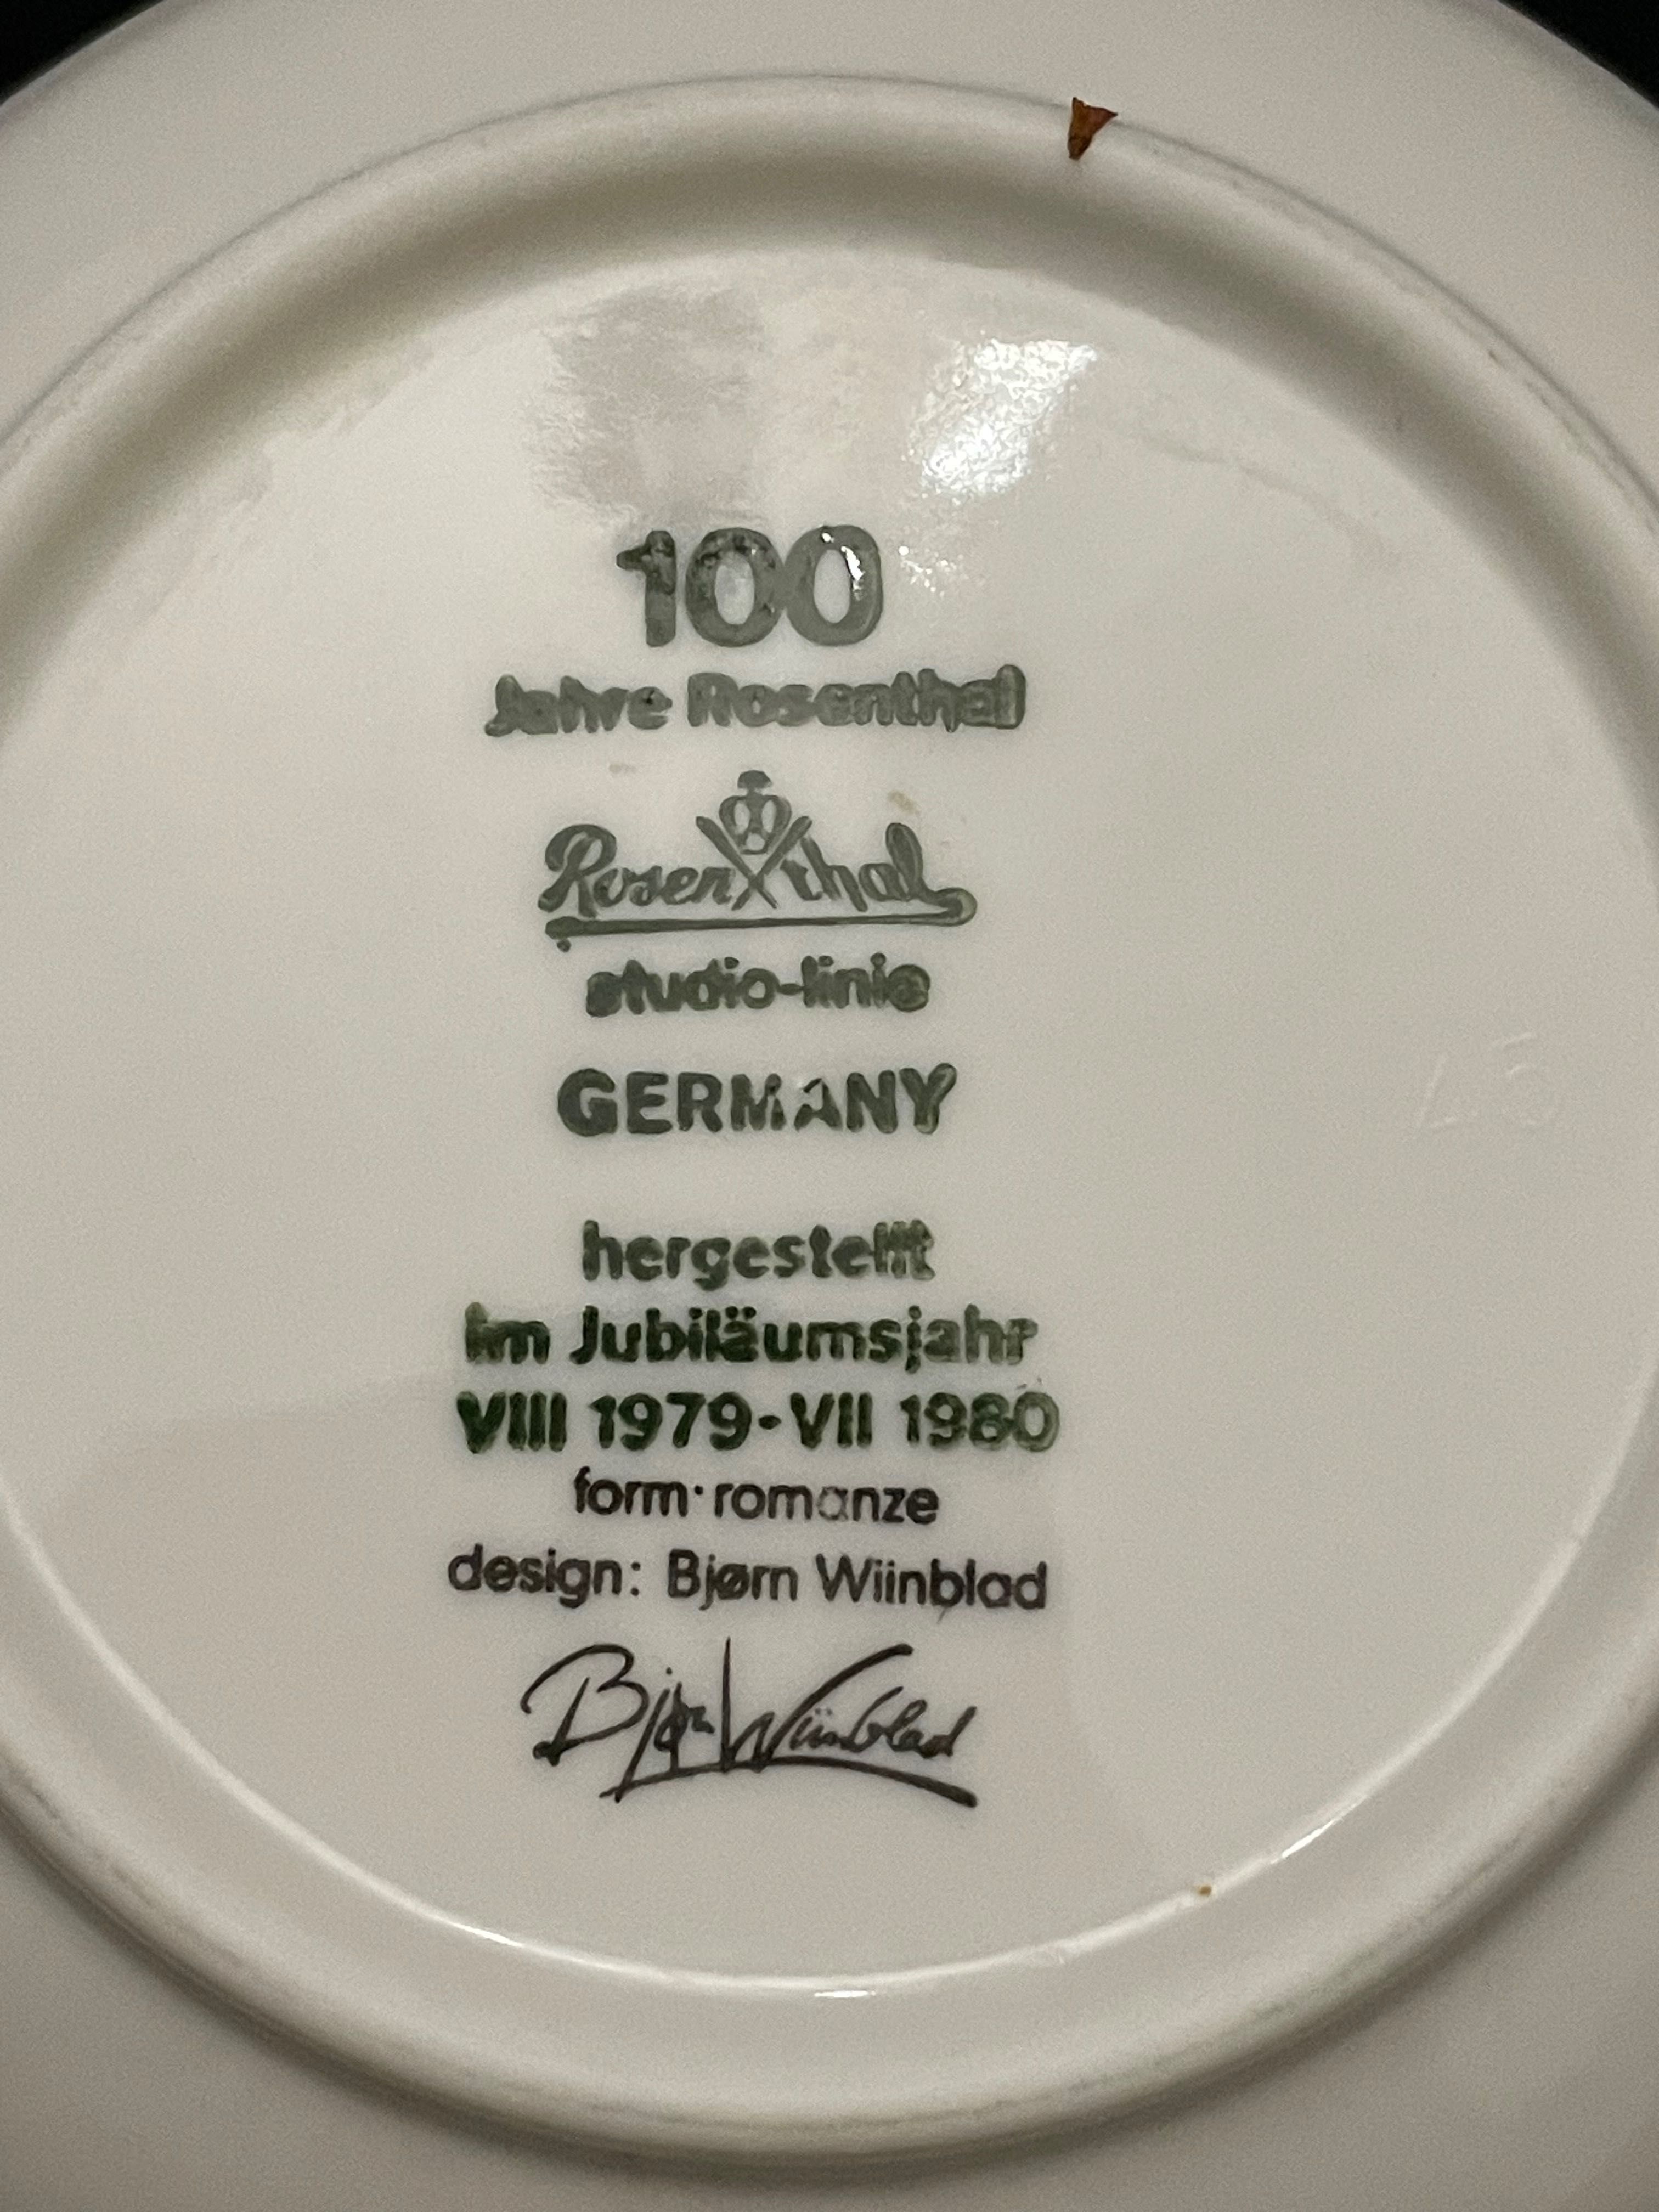 100
Jahre Rosenthal
Rosenthal
studio-linie
GERMANY
hergestellt
im Jubiläumsjahr
VIII 1979-VII 1980
form·romanze
design: Bjørn Wiinblad
Bjørn Wiinblad